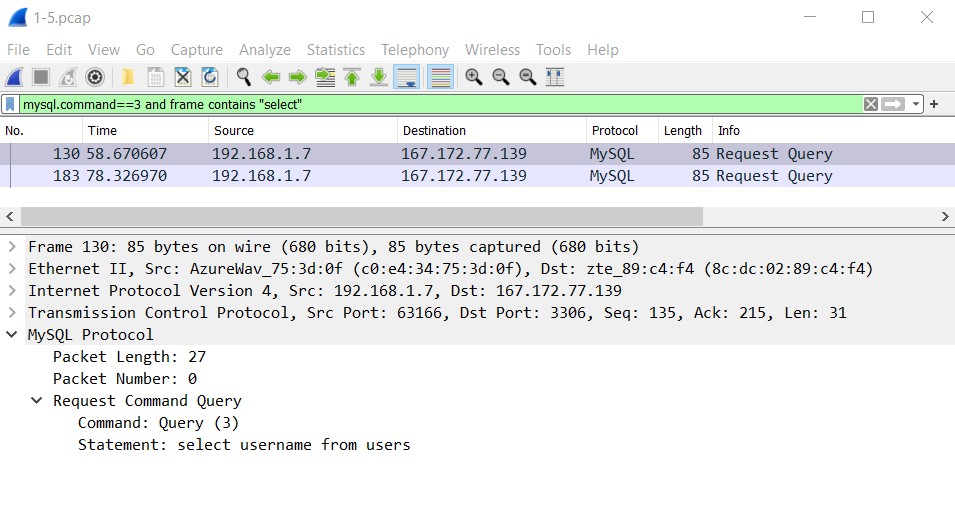 1-5.pcap
File Edit View Go Capture Analyze Statistics Telephony Wireless Tools Help
mysql.command==3 and frame contains "select"
No. Time Source Destination Protocol Length Info
130 58.670607 192.168.1.7 167.172.77.139 MySQL 85 Request Query
183 78.326970 192.168.1.7 167.172.77.139 MySQL 85 Request Query
Frame 130: 85 bytes on wire (680 bits), 85 bytes captured (680 bits)
Ethernet II, Src: AzureWav_75:3d:0f (c0:e4:34:75:3d:0f), Dst: zte_89:c4:f4 (8c:dc:02:89:c4:f4)
Internet Protocol Version 4, Src: 192.168.1.7, Dst: 167.172.77.139
Transmission Control Protocol, Src Port: 63166, Dst Port: 3306, Seq: 135, Ack: 215, Len: 31
MySQL Protocol
Packet Length: 27
Packet Number: 0
Request Command Query
Command: Query (3)
Statement: select username from users